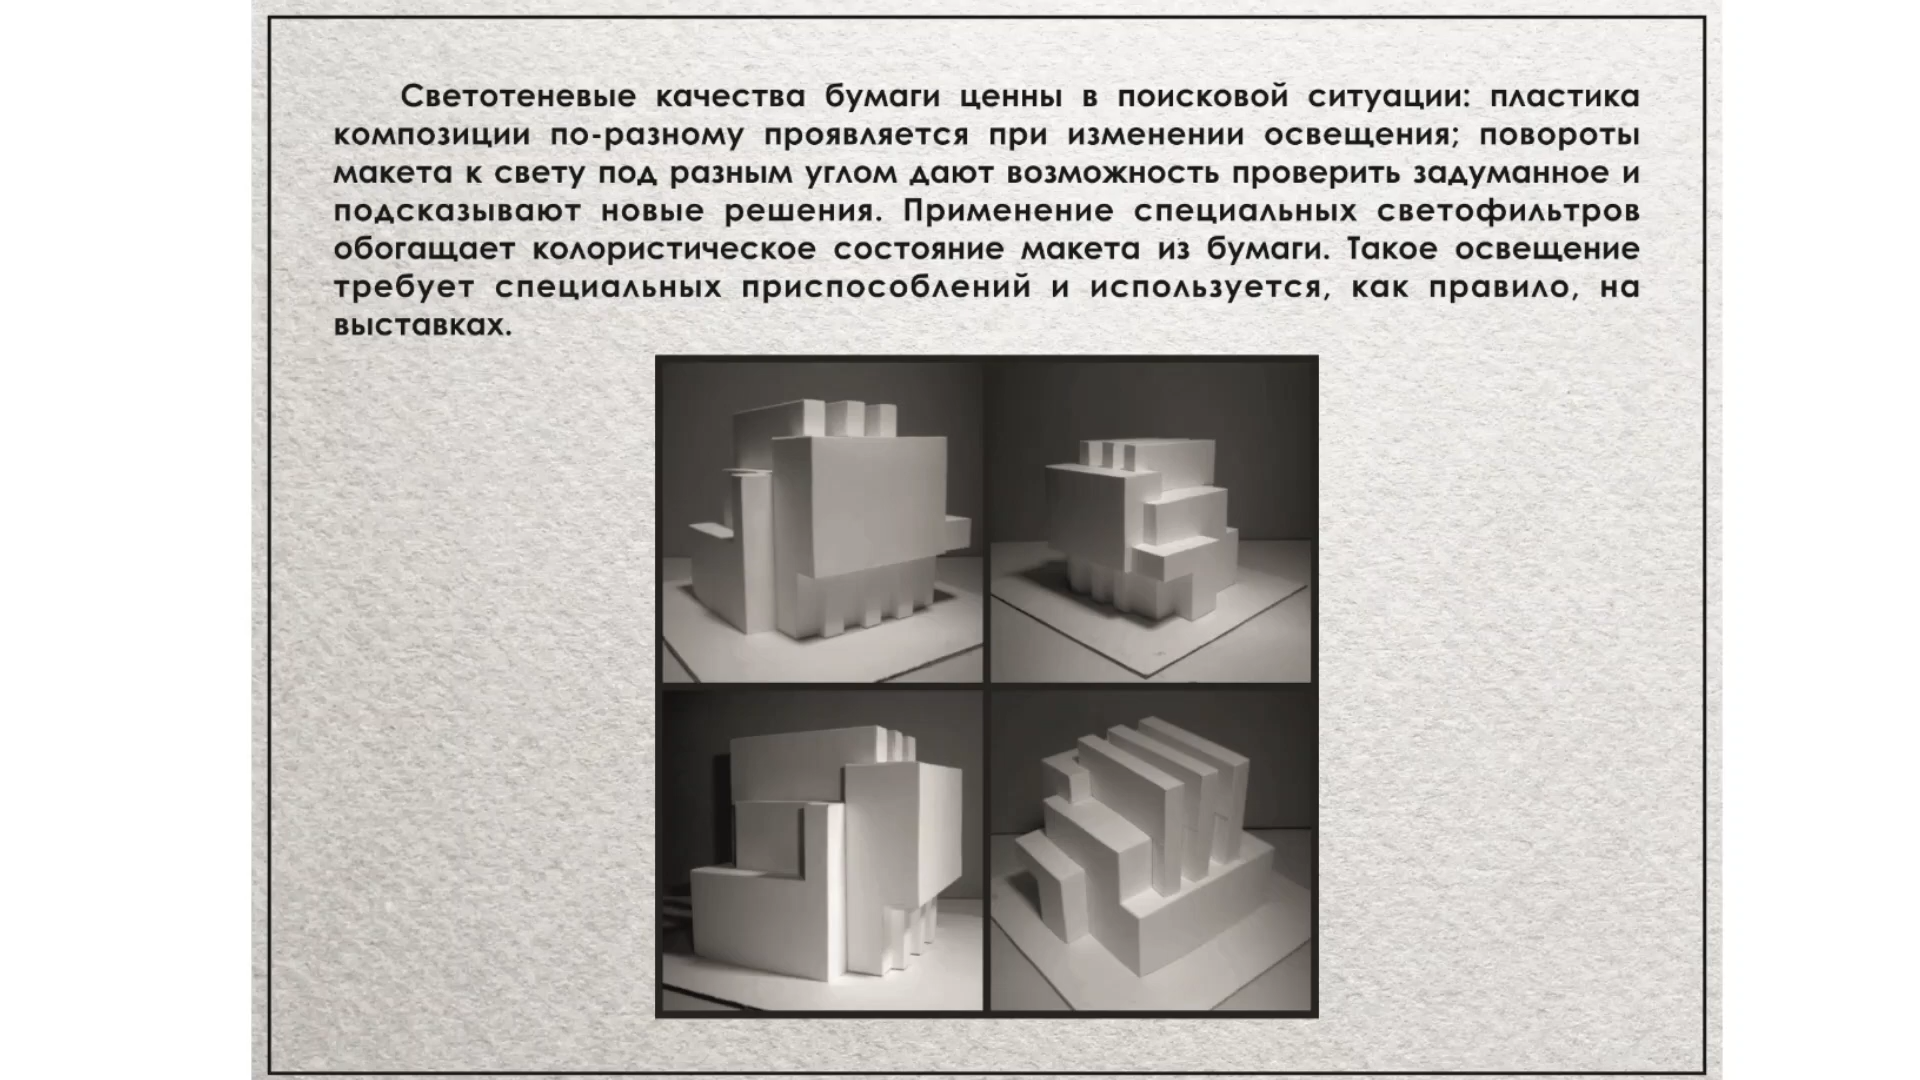 Светотеневые качества бумаги ценны в поисковой ситуации: пластика
композиции по-разному проявляется при изменении освещения; повороты
макета к свету под разным углом дают возможность проверить задуманное и
подсказывают новые решения. Применение специальных светофильтров
обогащает колористическое состояние макета из бумаги. Такое освещение
требует специальных приспособлений и используется, как правило, на
выставках.